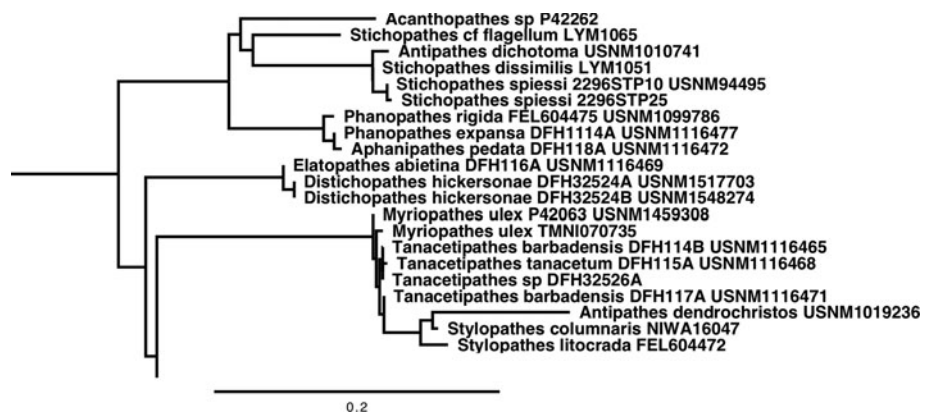 Acanthopathes sp P42262
Stichopathes cf flagellum LYM1065
Antipathes dichotoma USNM1010741
Stichopathes dissimilis LYM1051
Stichopathes spiessi 2296STP10 USNM94495
Stichopathes spiessi 2296STP25
Phanopathes rigida FEL604475 USNM1099786
Phanopathes expansa DFH1114A USNM1116477
Aphanipathes pedata DFH118A USNM1116472
Elatopathes abietina DFH116A USNM1116469
Distichopathes hickersonae DFH32524A USNM1517703
Distichopathes hickersonae DFH32524B USNM1548274
Myriopathes ulex P42063 USNM1459308
Myriopathes ulex TMNI070735
Tanacetipathes barbadensis DFH114B USNM1116465
Tanacetipathes tanacetum DFH115A USNM1116468
Tanacetipathes sp DFH32526A
Tanacetipathes barbadensis DFH117A USNM1116471
Antipathes dendrochristos USNM1019236
Stylopathes columnaris NIWA16047
Stylopathes litocrada FEL604472
0.2